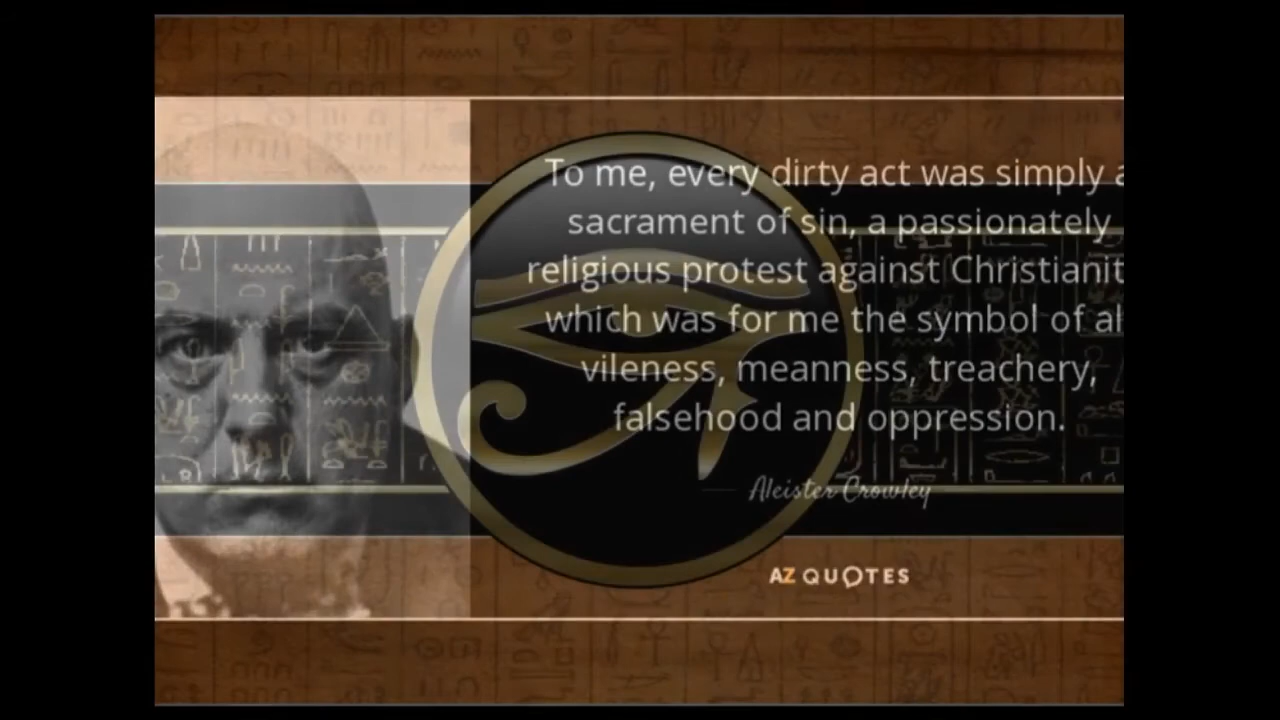 To me, every dirty act was simply a
sacrament of sin, a passionately
religious protest against Christianit
which was for me the symbol of al
vileness, meanness, treachery,
falsehood and oppression.
— Aleister Crowley
AZ QUOTES